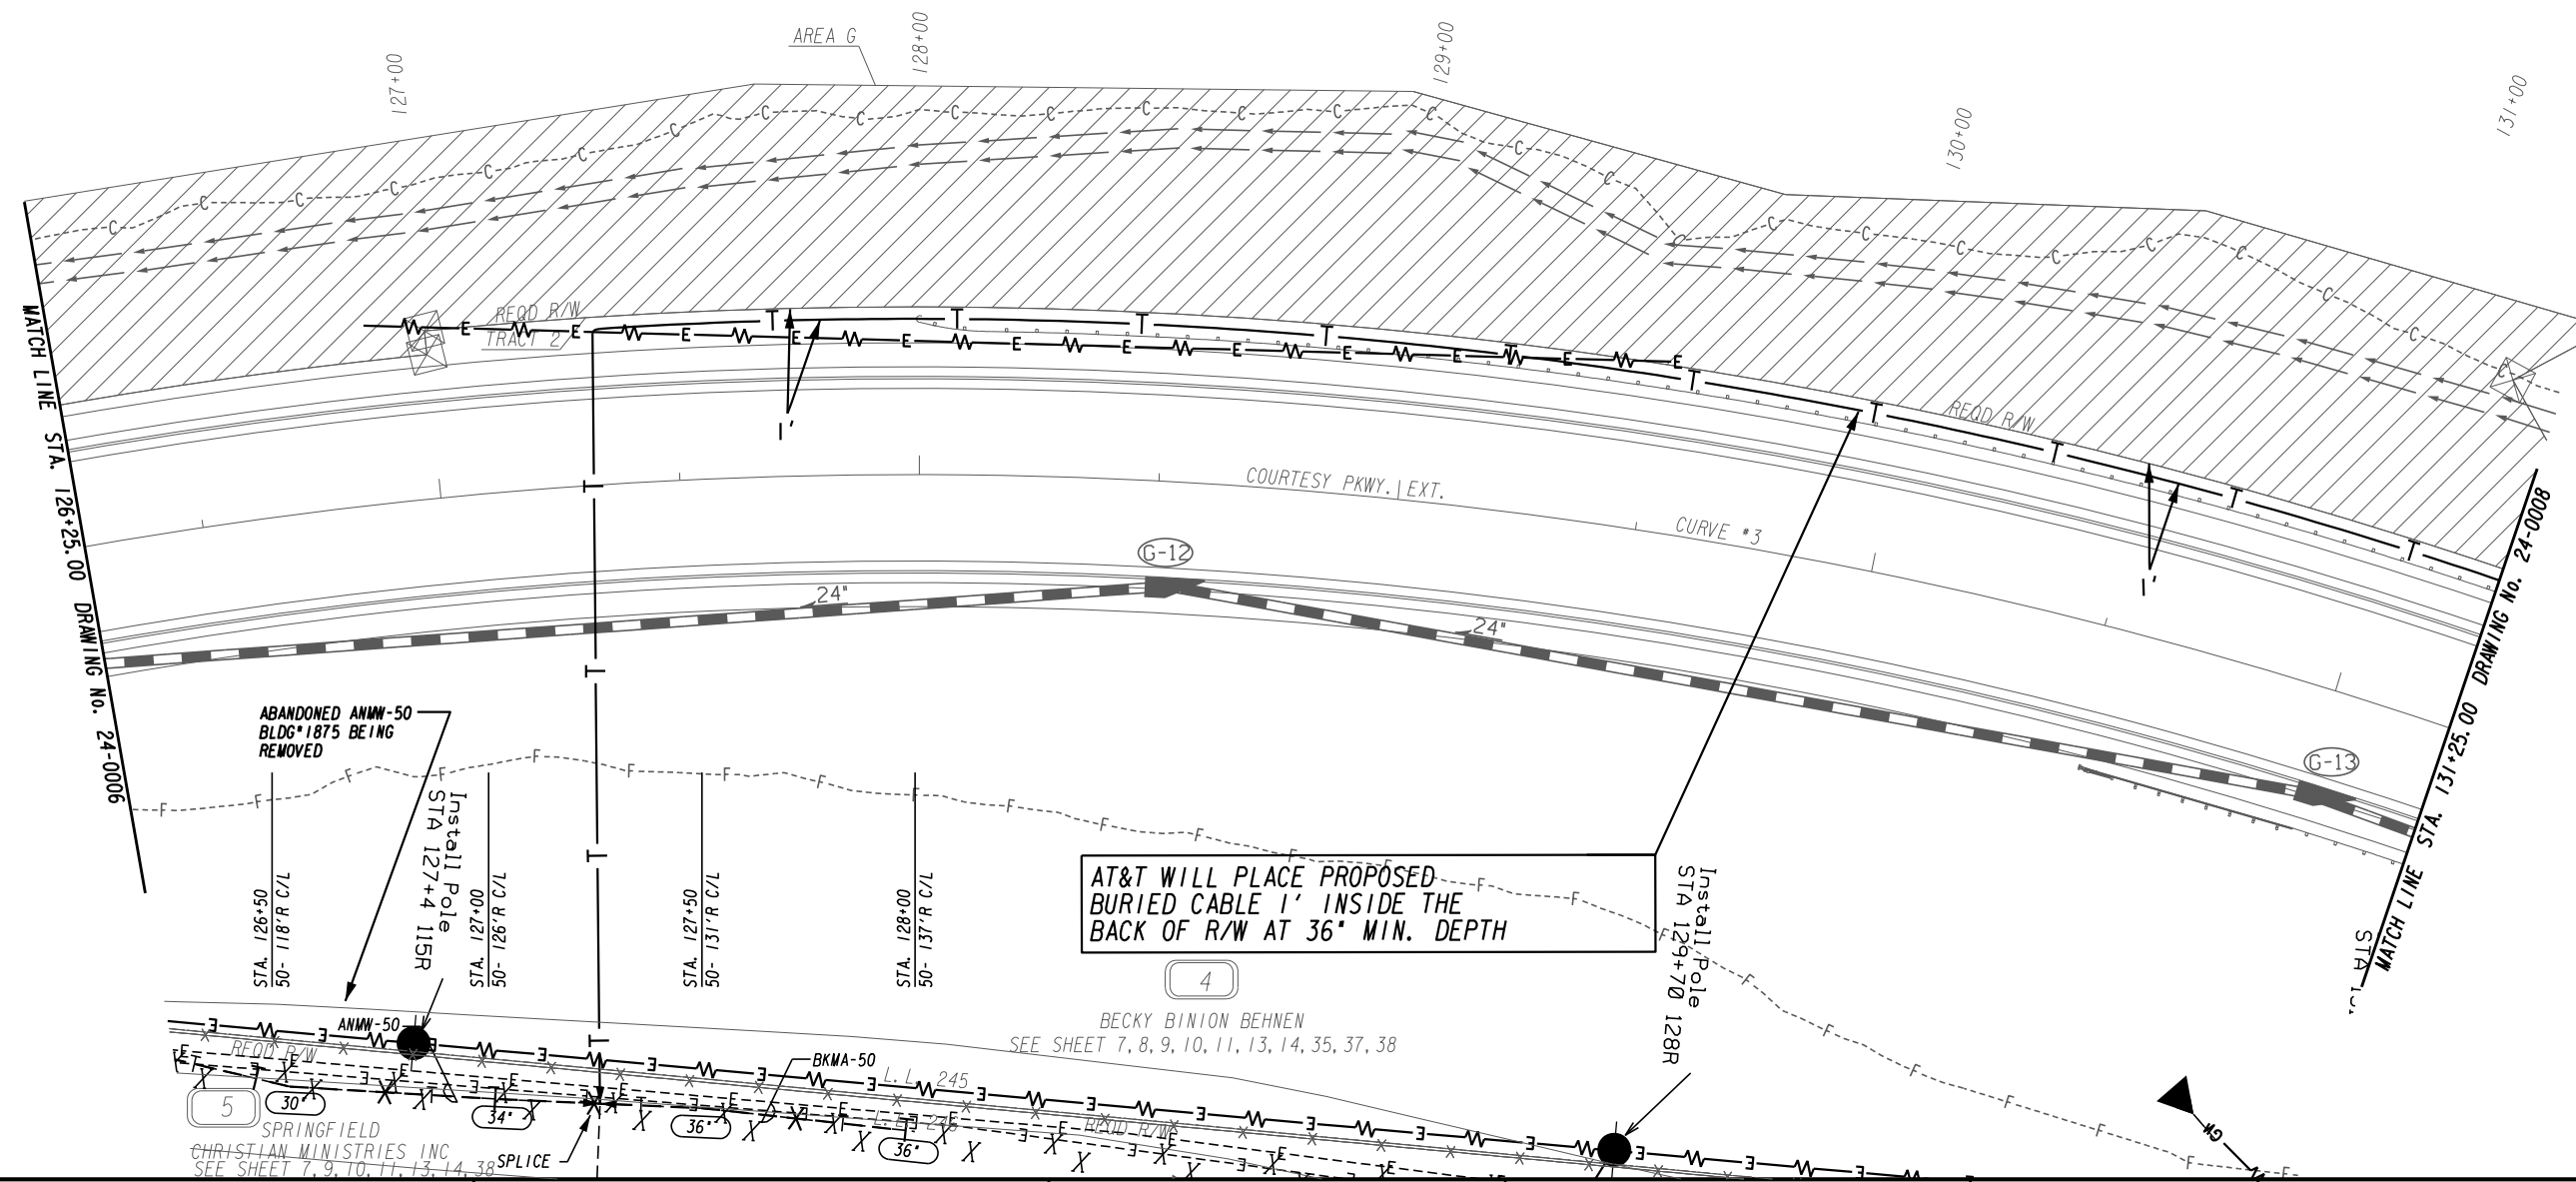 AREA G
127+00
128+00
129+00
130+00
131+00
REQD R/W
TRACT 2
1'
COURTESY PKWY. EXT.
CURVE #3
REQD R/W
1'
MATCH LINE STA. 126+25.00 DRAWING No. 24-0006
MATCH LINE STA. 131+25.00 DRAWING No. 24-0008
G-12
24"
24"
G-13
ABANDONED ANMW-50
BLDG#1875 BEING
REMOVED
Install Pole
STA 127+4 115R
STA. 126+50
50- 118'R C/L
STA. 127+00
50- 126'R C/L
STA. 127+50
50- 131'R C/L
STA. 128+00
50- 137'R C/L
AT&T WILL PLACE PROPOSED
BURIED CABLE 1' INSIDE THE
BACK OF R/W AT 36" MIN. DEPTH
Install Pole
STA 129+70 128R
STA
4
BECKY BINION BEHNEN
SEE SHEET 7,8,9,10,11,13,14,35,37,38
ANMW-50
REQD R/W
BKMA-50
L.L. 245
L.L. 246
REQD R/W
5
30"
34"
36"
36"
SPRINGFIELD
CHRISTIAN MINISTRIES INC
SEE SHEET 7,9,10,11,13,14,38
SPLICE
GW